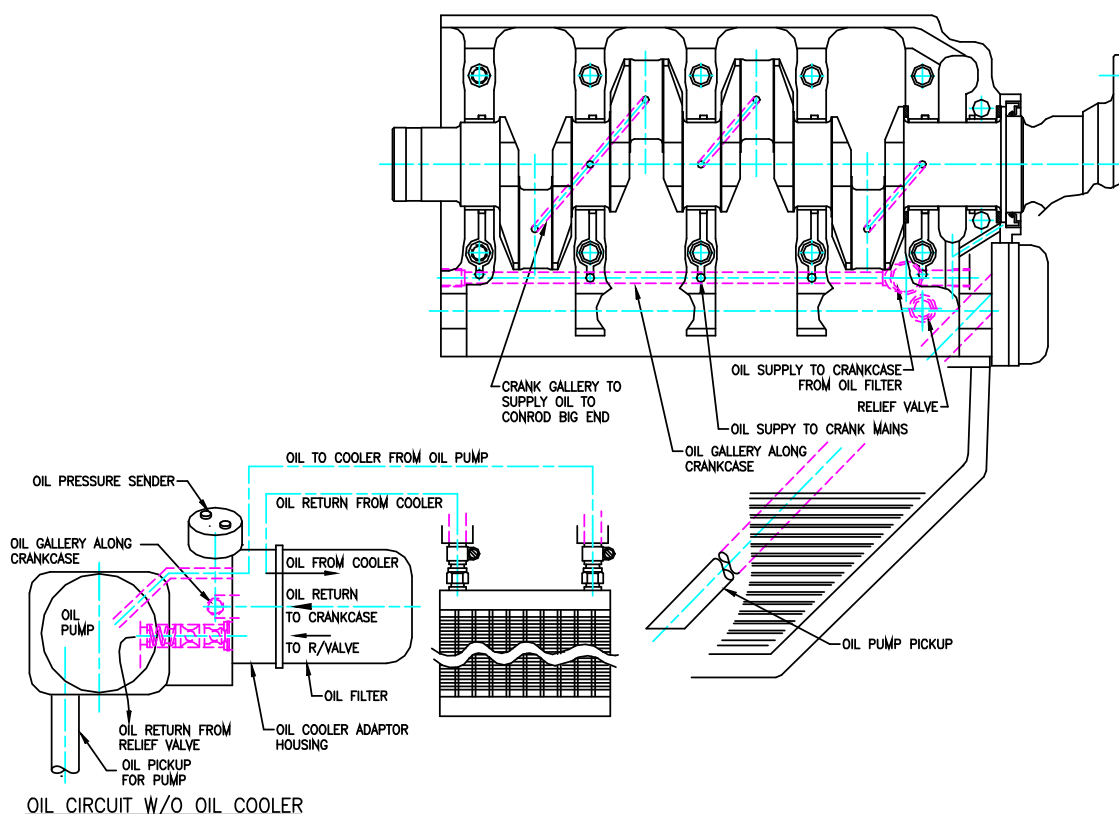 CRANK GALLERY TO
SUPPLY OIL TO
CONROD BIG END
OIL SUPPLY TO CRANKCASE
FROM OIL FILTER
RELIEF VALVE
OIL SUPPY TO CRANK MAINS
OIL GALLERY ALONG
CRANKCASE
OIL TO COOLER FROM OIL PUMP
OIL PRESSURE SENDER
OIL RETURN FROM COOLER
OIL GALLERY ALONG
CRANKCASE
OIL FROM COOLER
OIL RETURN
TO CRANKCASE
TO R/VALVE
OIL
PUMP
OIL PUMP PICKUP
OIL FILTER
OIL RETURN FROM
RELIEF VALVE
OIL COOLER ADAPTOR
HOUSING
OIL PICKUP
FOR PUMP
OIL CIRCUIT W/O OIL COOLER